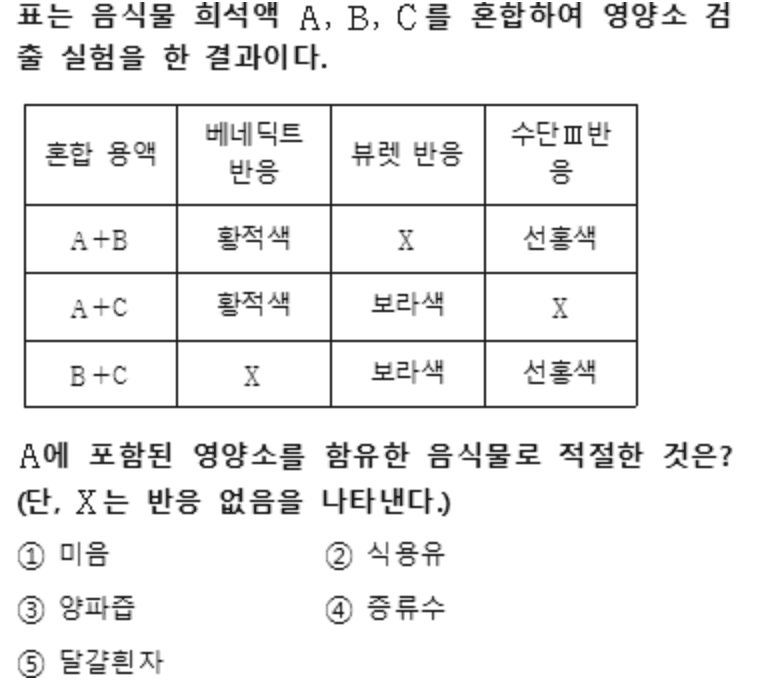 표는 음식물 희석액 A, B, C를 혼합하여 영양소 검
출 실험을 한 결과이다.
혼합 용액 베네딕트 반응 뷰렛 반응 수단Ⅲ반응
A+B 황적색 X 선홍색
A+C 황적색 보라색 X
B+C X 보라색 선홍색
A에 포함된 영양소를 함유한 음식물로 적절한 것은?
(단, X는 반응 없음을 나타낸다.)
① 미음 ② 식용유
③ 양파즙 ④ 증류수
⑤ 달걀흰자